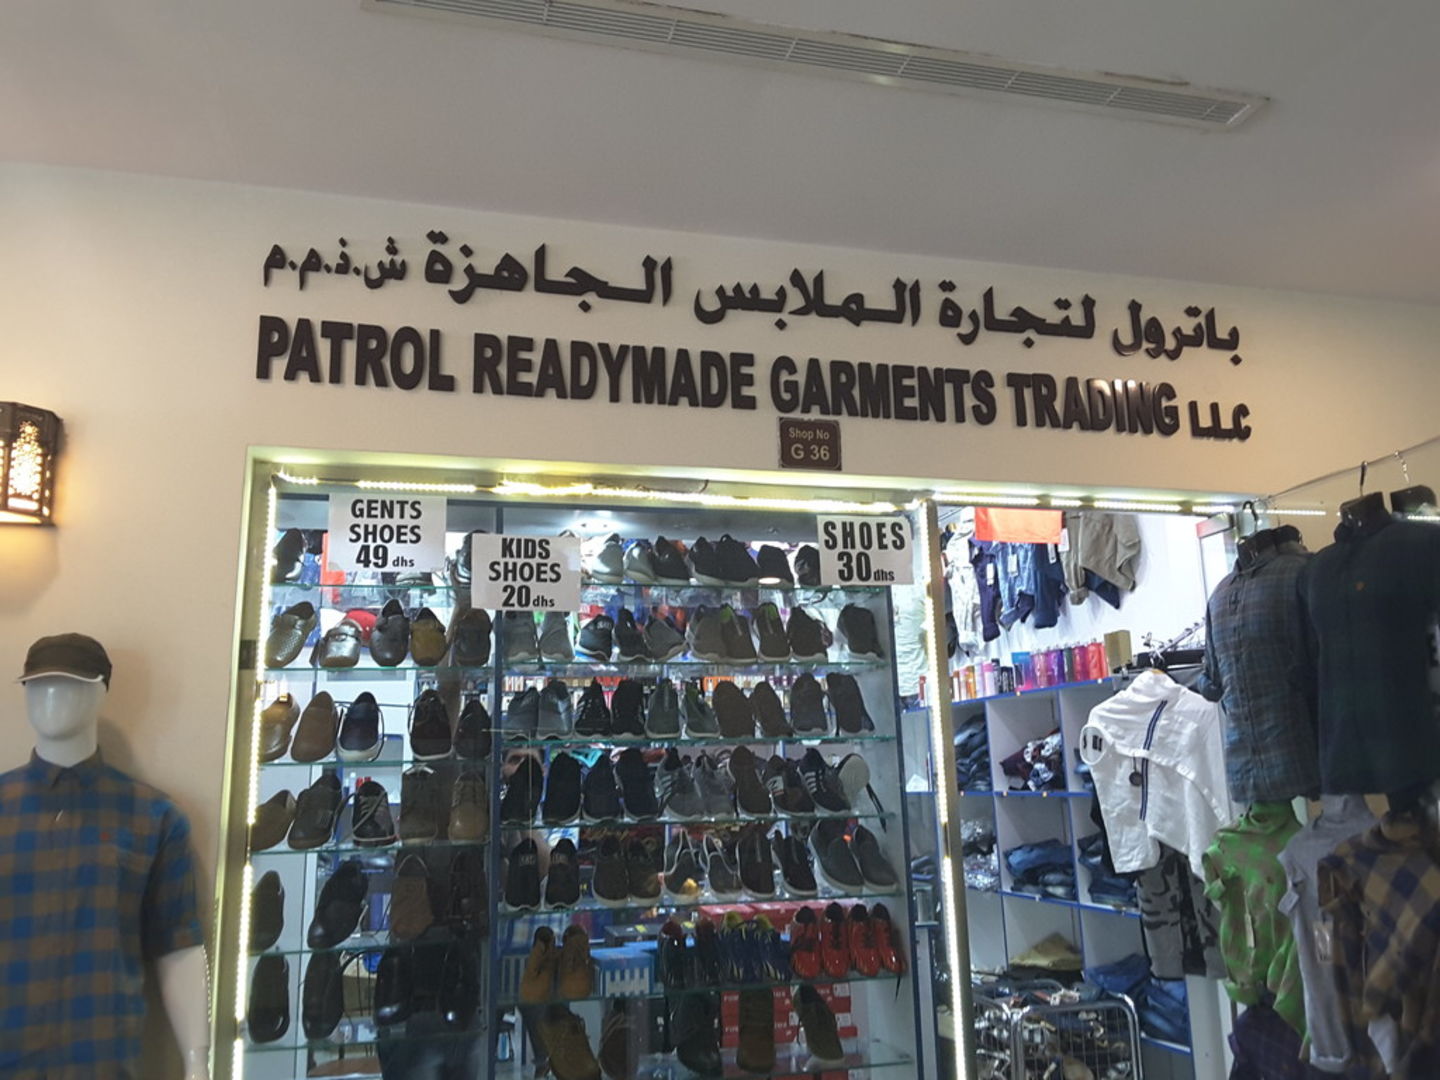 باترول لتجارة الملابس الجاهزة ش.ذ.م.م
PATROL READYMADE GARMENTS TRADING LLC
Shop No
G 36
GENTS
SHOES
49 dhs
KIDS
SHOES
20 dhs
SHOES
30 dhs